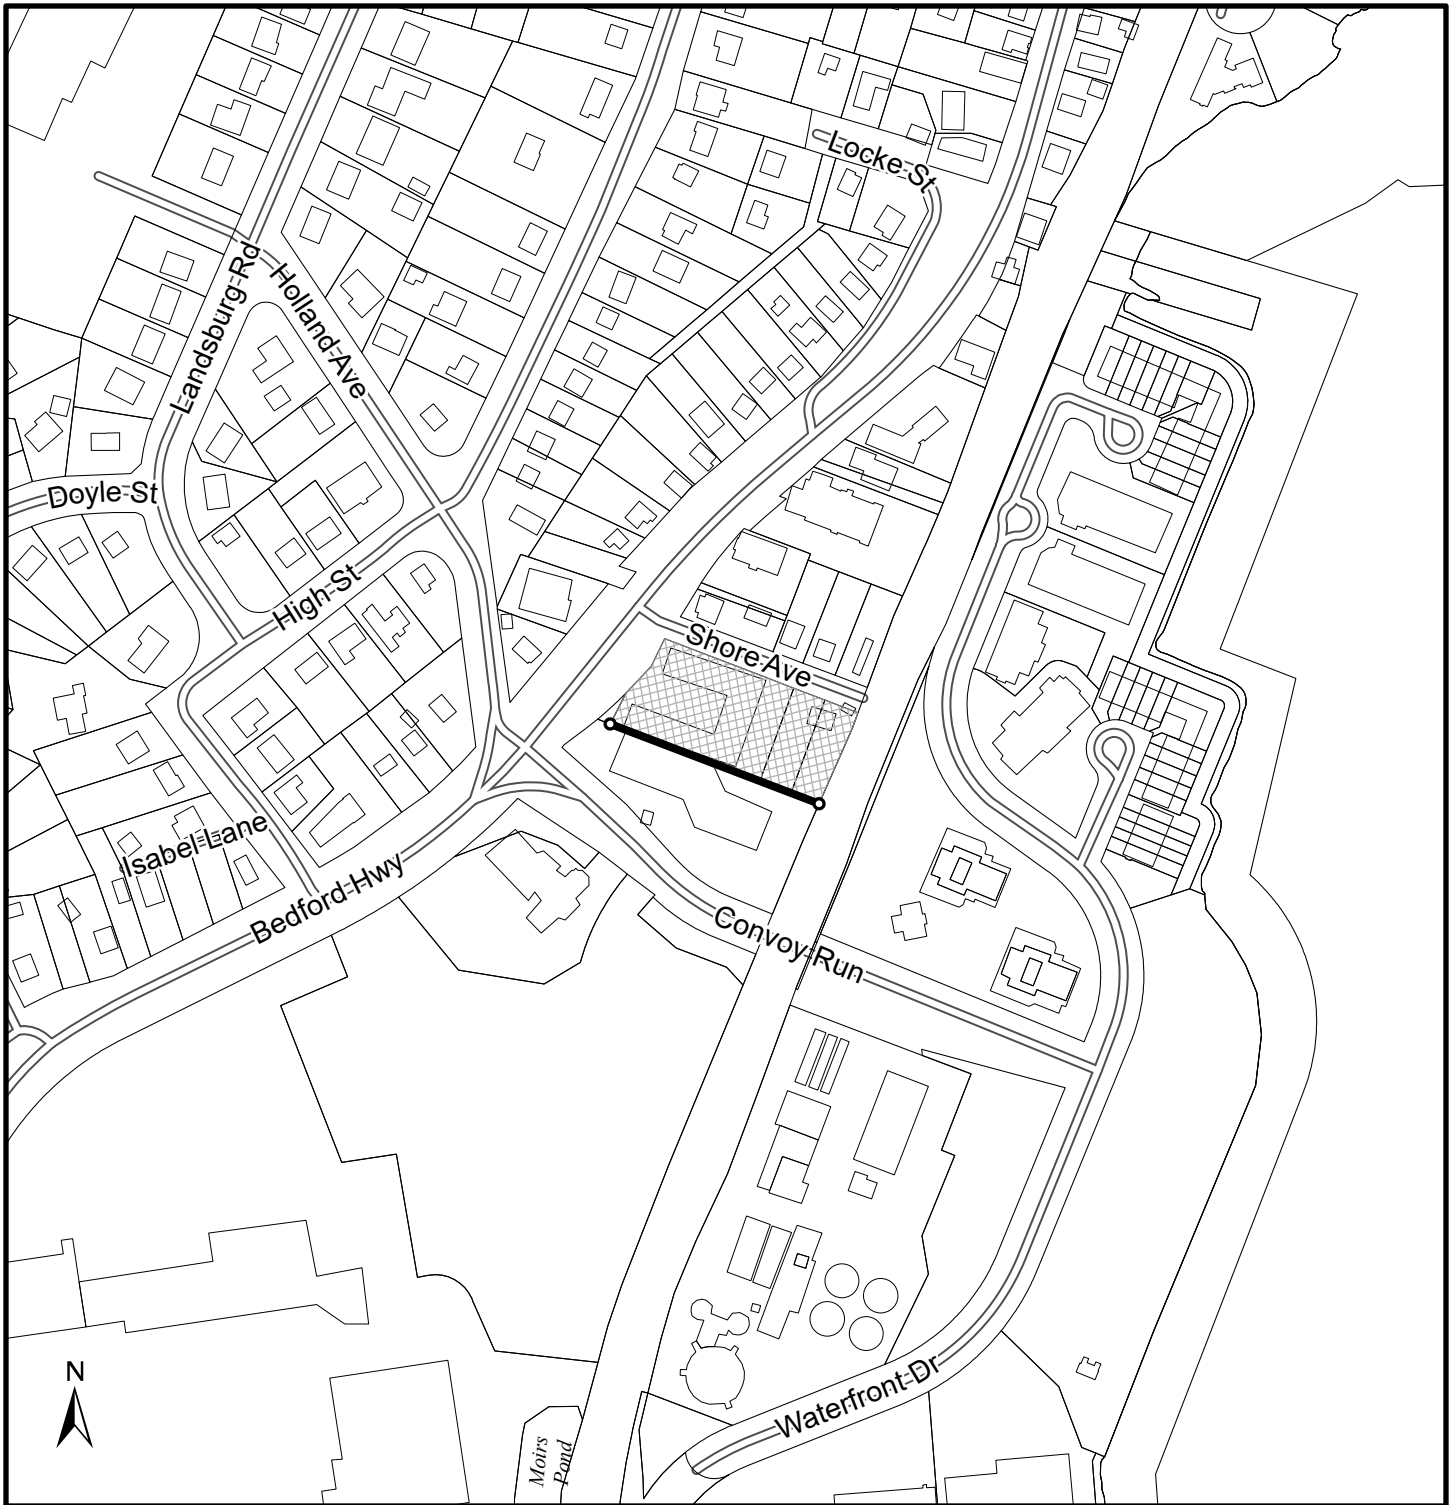 Locke St
Landsburg Rd
Holland Ave
Doyle St
High St
Shore Ave
Isabel Lane
Bedford Hwy
Convoy Run
Waterfront Dr
N
Moirs
Pond